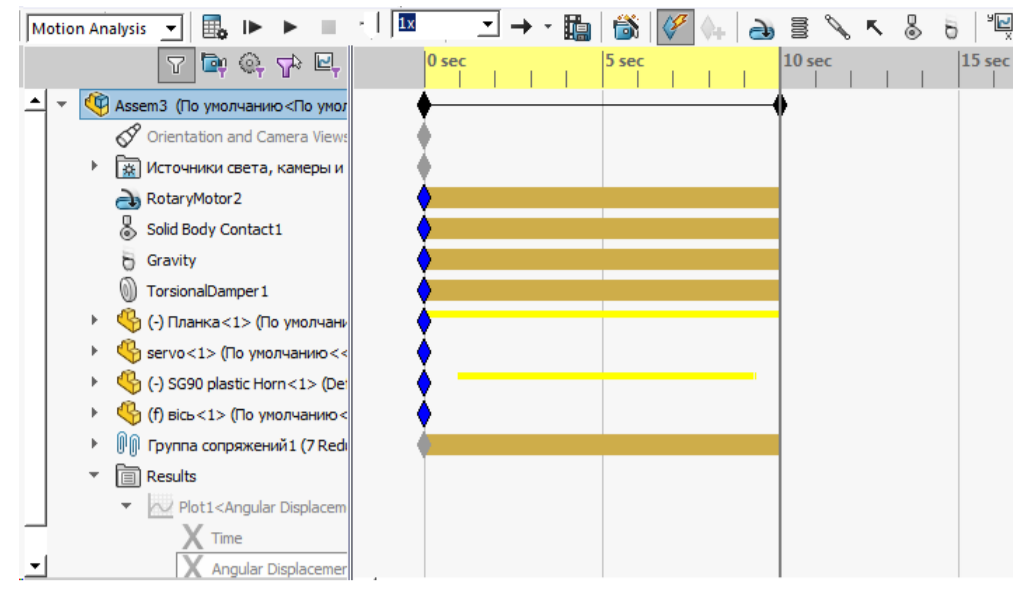 Motion Analysis
1x
0 sec 5 sec 10 sec 15 sec
Assem3 (По умолчанию<По умол
Orientation and Camera Views
Источники света, камеры и
RotaryMotor2
Solid Body Contact1
Gravity
TorsionalDamper1
(-) Планка<1> (По умолчани
servo<1> (По умолчанию<<
(-) SG90 plastic Horn<1> (De
(f) вісь<1> (По умолчанию<
Группа сопряжений1 (7 Redu
Results
Plot1<Angular Displacem
Time
Angular Displacemen